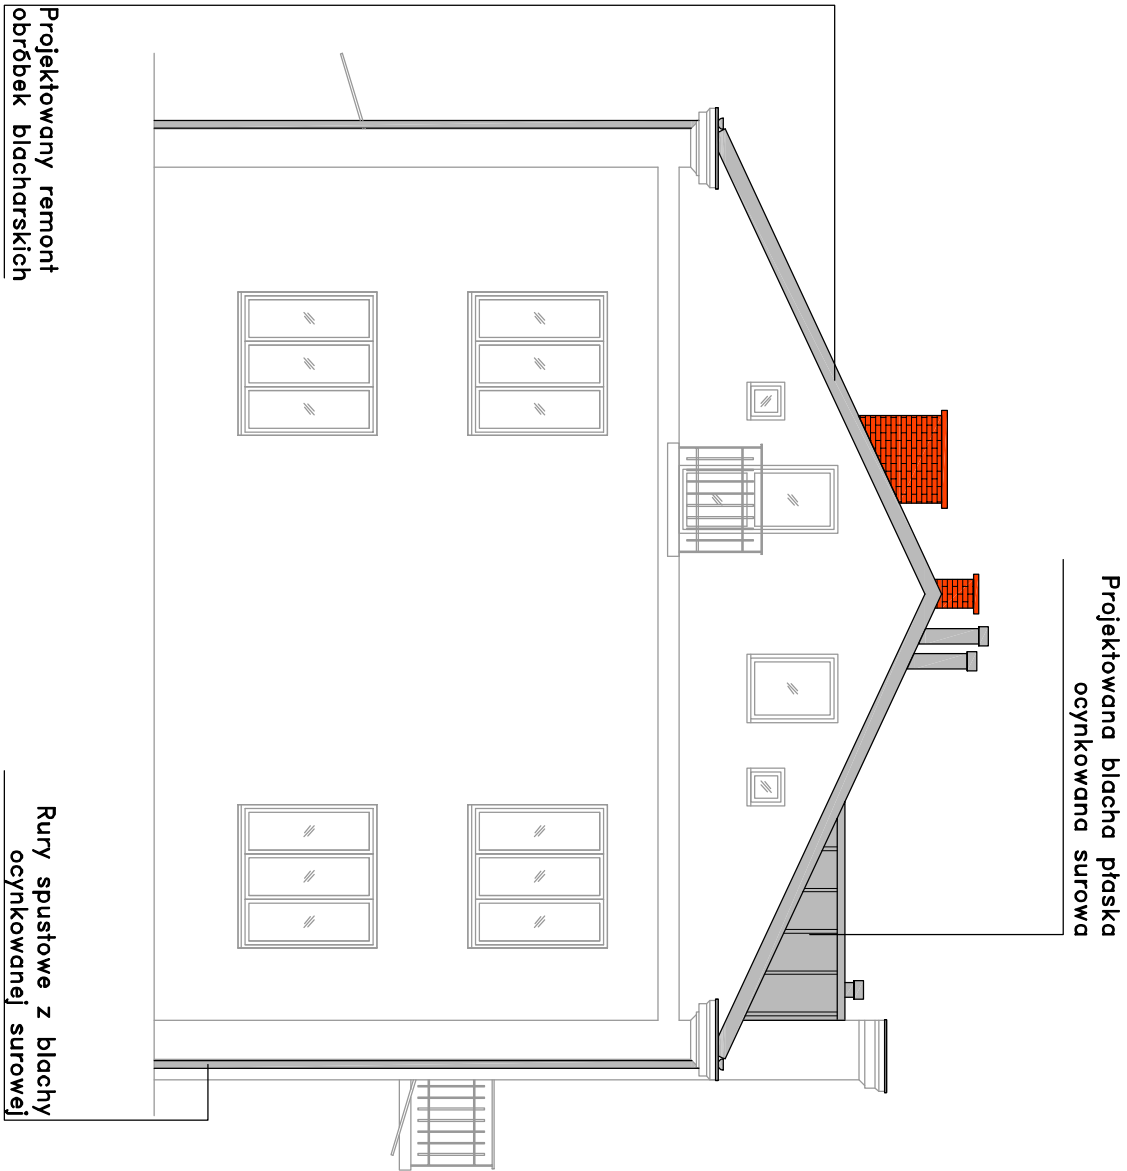 Projektowany remont
obróbek blacharskich
Projektowana blacha płaska
ocynkowana surowa
Rury spustowe z blachy
ocynkowanej surowej